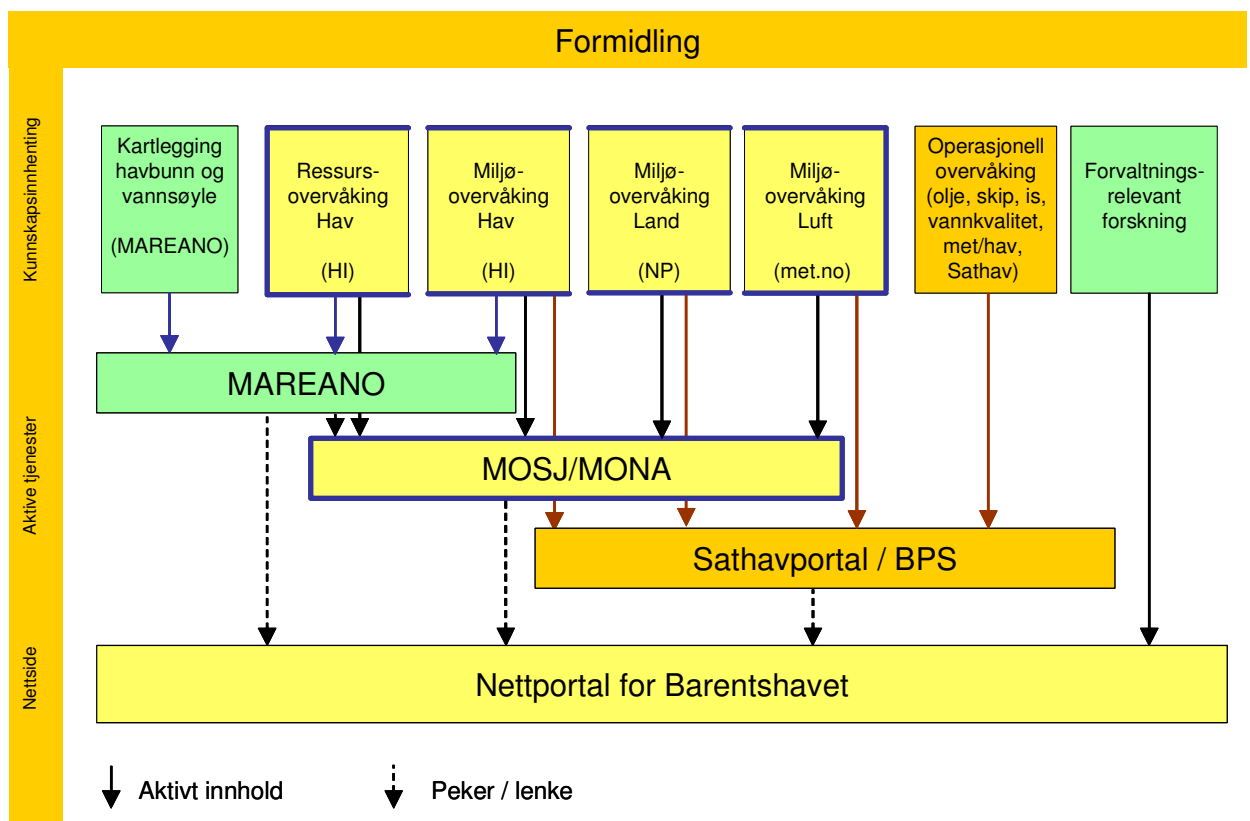 Formidling
Kunnskapsinnhenting
Kartlegging
havbunn og
vannsøyle
(MAREANO)
Ressurs-
overvåking
Hav
(HI)
Miljø-
overvåking
Hav
(HI)
Miljø-
overvåking
Land
(NP)
Miljø-
overvåking
Luft
(met.no)
Operasjonell
overvåking
(olje, skip, is,
vannkvalitet,
met/hav,
Sathav)
Forvaltnings-
relevant
forskning
Aktive tjenester
MAREANO
MOSJ/MONA
Sathavportal / BPS
Nettside
Nettportal for Barentshavet
Aktivt innhold
Peker / lenke